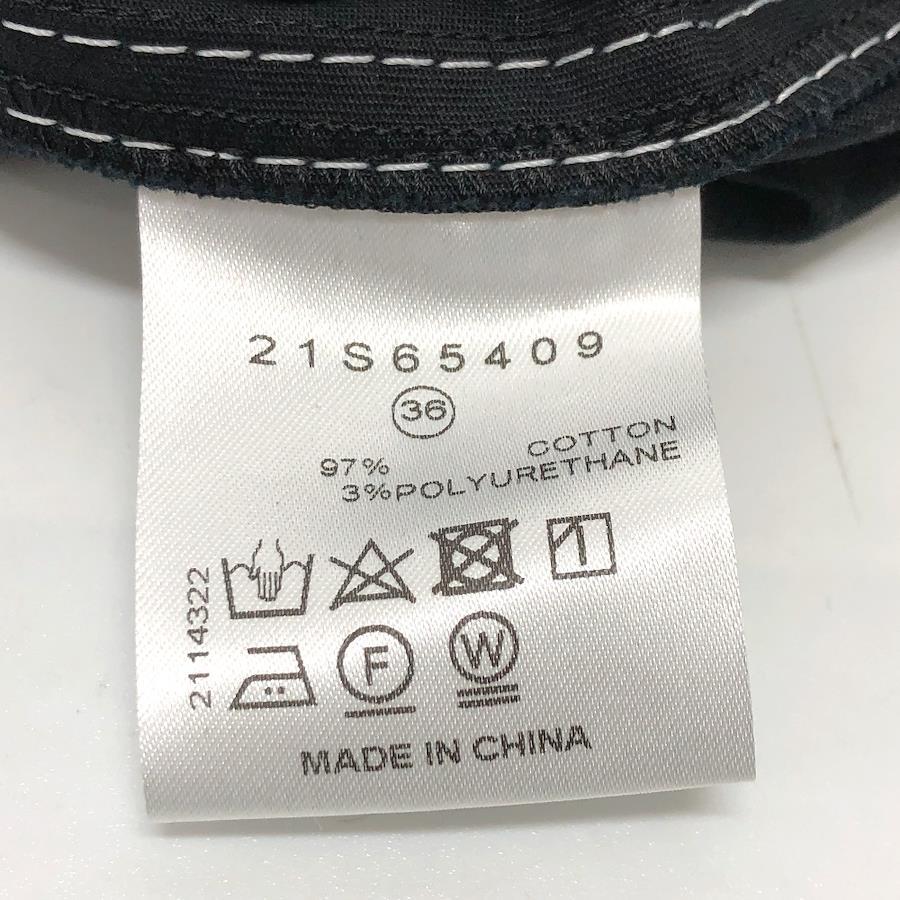 21S65409
36
97% COTTON
3%POLYURETHANE
2114322
F
W
MADE IN CHINA